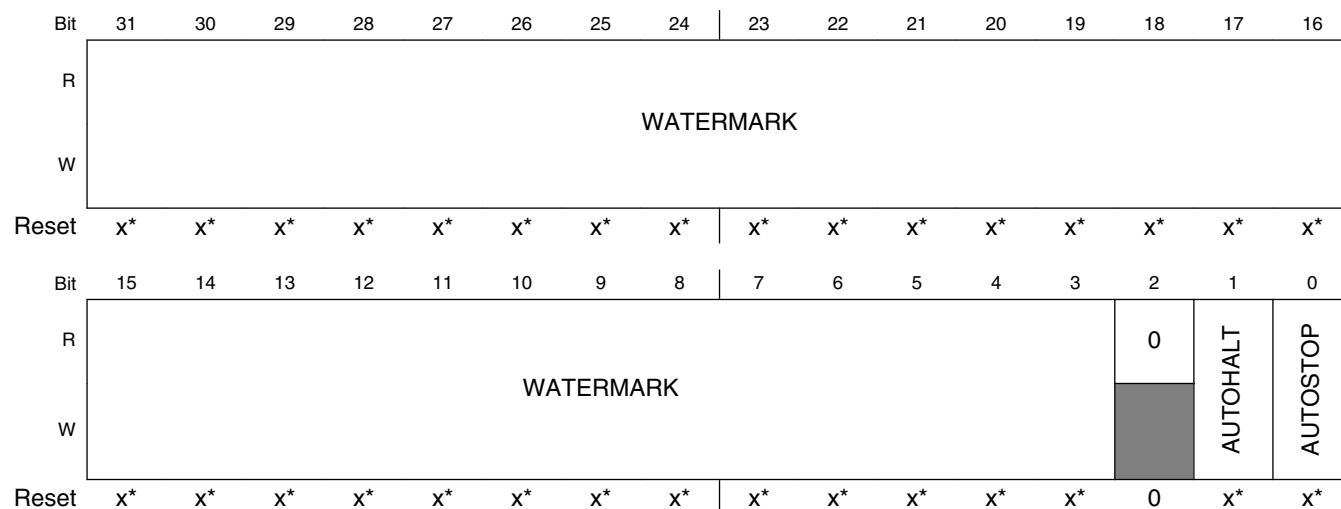 Bit 31 30 29 28 27 26 25 24 23 22 21 20 19 18 17 16
R
WATERMARK
W
Reset x* x* x* x* x* x* x* x* x* x* x* x* x* x* x* x*
Bit 15 14 13 12 11 10 9 8 7 6 5 4 3 2 1 0
R 0
WATERMARK AUTOHALT AUTOSTOP
W
Reset x* x* x* x* x* x* x* x* x* x* x* x* x* 0 x* x*